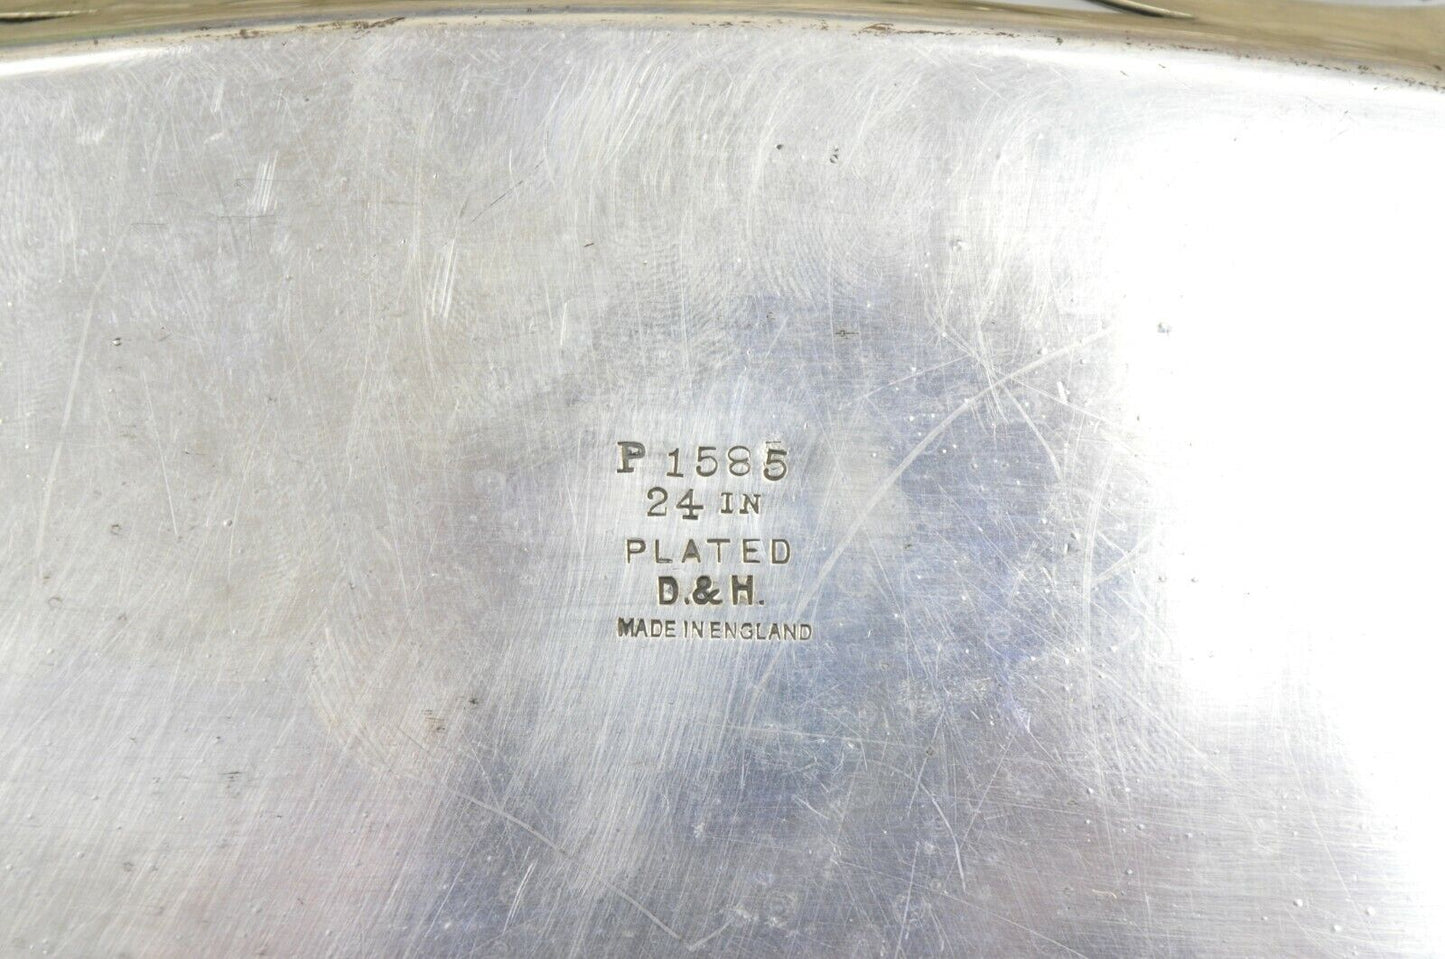 P 1585
24 IN
PLATED
D.&H.
MADE IN ENGLAND